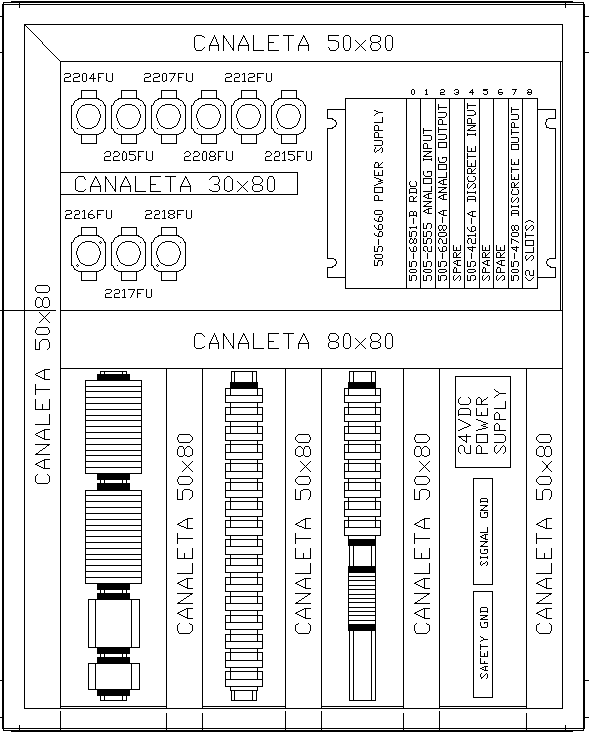 CANALETA 50x80
2204FU 2207FU 2212FU
2205FU 2208FU 2215FU
CANALETA 30x80
2216FU 2218FU
2217FU
505-6660 POWER SUPPLY
0 1 2 3 4 5 6 7 8
505-6851-B RDC
505-2555 ANALOG INPUT
505-6208-A ANALOG OUTPUT
SPARE
505-4216-A DISCRETE INPUT
SPARE
SPARE
505-4708 DISCRETE OUTPUT
(2 SLOTS)
CANALETA 50x80
CANALETA 80x80
CANALETA 50x80
CANALETA 50x80
CANALETA 50x80
24VDC
POWER
SUPPLY
SIGNAL GND
SAFETY GND
CANALETA 50x80